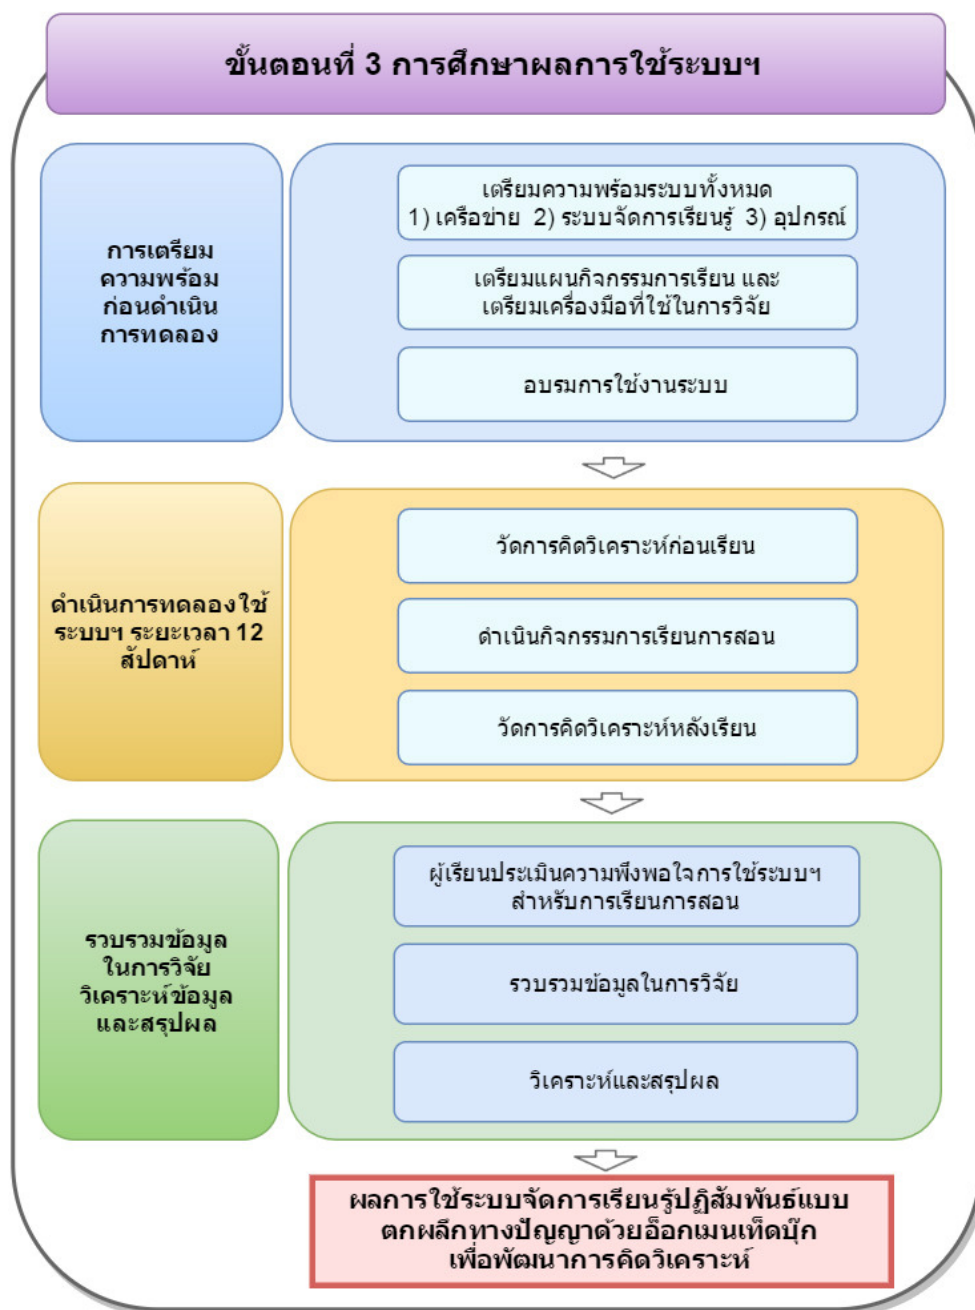 ขั้นตอนที่ 3 การศึกษาผลการใช้ระบบฯ
การเตรียม
ความพร้อม
ก่อนดำเนิน
การทดลอง
เตรียมความพร้อมระบบทั้งหมด
1) เครือข่าย 2) ระบบจัดการเรียนรู้ 3) อุปกรณ์
เตรียมแผนกิจกรรมการเรียน และ
เตรียมเครื่องมือที่ใช้ในการวิจัย
อบรมการใช้งานระบบ
ดำเนินการทดลองใช้
ระบบฯ ระยะเวลา 12
สัปดาห์
วัดการคิดวิเคราะห์ก่อนเรียน
ดำเนินกิจกรรมการเรียนการสอน
วัดการคิดวิเคราะห์หลังเรียน
รวบรวมข้อมูล
ในการวิจัย
วิเคราะห์ข้อมูล
และสรุปผล
ผู้เรียนประเมินความพึงพอใจการใช้ระบบฯ
สำหรับการเรียนการสอน
รวบรวมข้อมูลในการวิจัย
วิเคราะห์และสรุปผล
ผลการใช้ระบบจัดการเรียนรู้ปฏิสัมพันธ์แบบ
ตกผลึกทางปัญญาด้วยอ็อกเมนเท็ดบุ๊ก
เพื่อพัฒนาการคิดวิเคราะห์